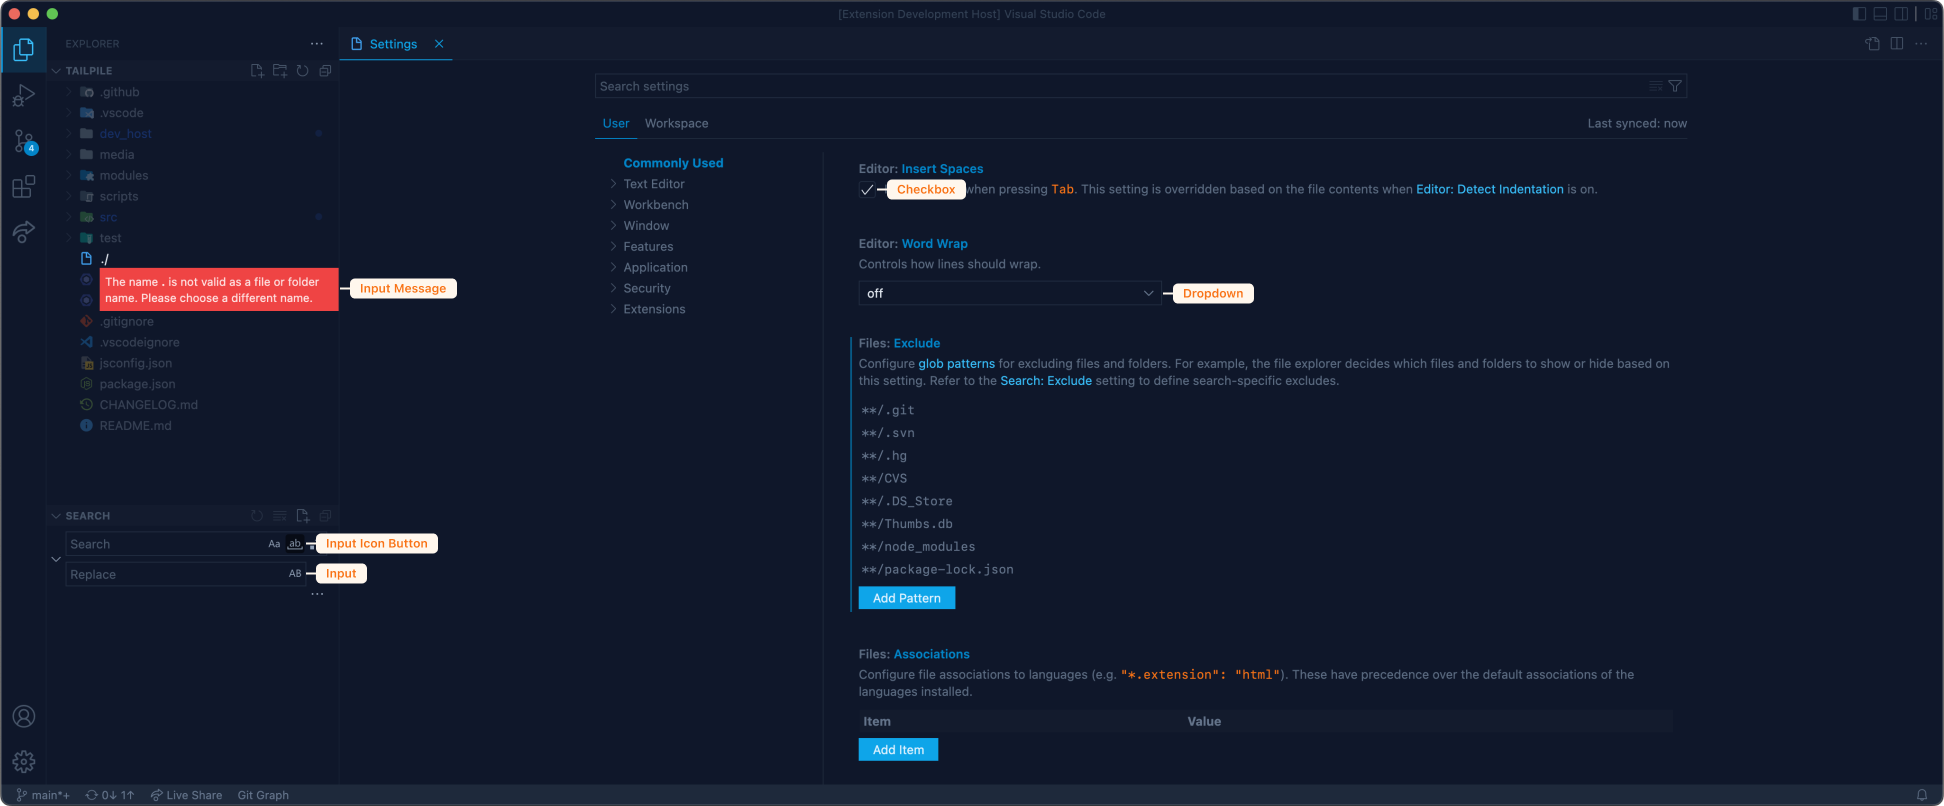 [Extension Development Host] Visual Studio Code
EXPLORER
TAILPILE
.github
.vscode
dev_host
media
modules
scripts
src
test
./
The name . is not valid as a file or folder
name. Please choose a different name.
Input Message
.gitignore
.vscodeignore
jsconfig.json
package.json
CHANGELOG.md
README.md
SEARCH
Search
Aa
ab
Input Icon Button
Replace
AB
Input
4
Settings
Search settings
User
Workspace
Last synced: now
Commonly Used
Text Editor
Workbench
Window
Features
Application
Security
Extensions
Editor: Insert Spaces
Checkbox when pressing Tab. This setting is overridden based on the file contents when Editor: Detect Indentation is on.
Editor: Word Wrap
Controls how lines should wrap.
off
Dropdown
Files: Exclude
Configure glob patterns for excluding files and folders. For example, the file explorer decides which files and folders to show or hide based on
this setting. Refer to the Search: Exclude setting to define search-specific excludes.
**/.git
**/.svn
**/.hg
**/CVS
**/.DS_Store
**/Thumbs.db
**/node_modules
**/package-lock.json
Add Pattern
Files: Associations
Configure file associations to languages (e.g. "*.extension": "html"). These have precedence over the default associations of the
languages installed.
Item Value
Add Item
main*+ 0↓ 1↑ Live Share Git Graph